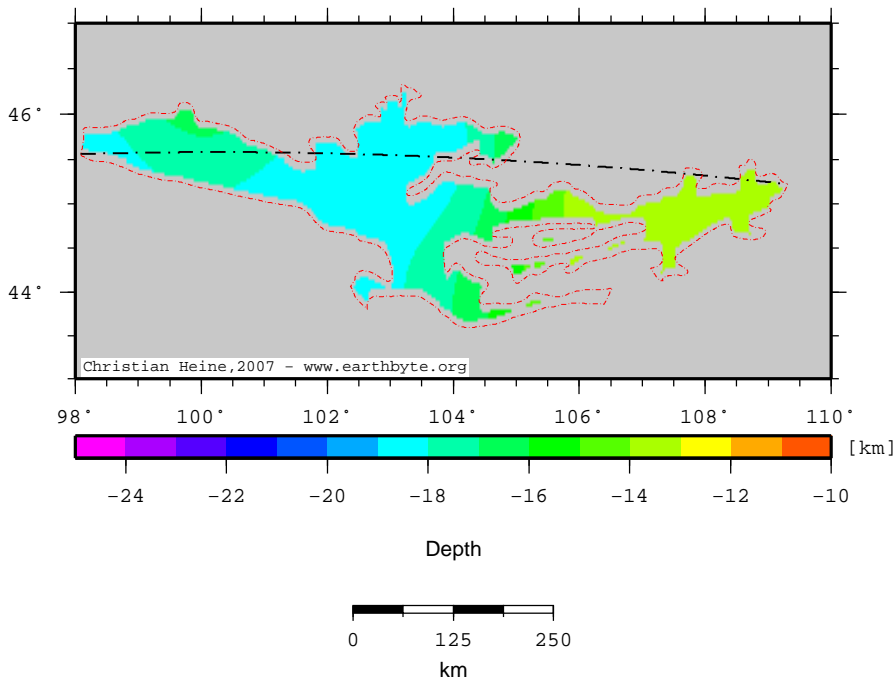 46°
44°
Christian Heine,2007 - www.earthbyte.org
98° 100° 102° 104° 106° 108° 110°
[km]
-24 -22 -20 -18 -16 -14 -12 -10
Depth
0 125 250
km